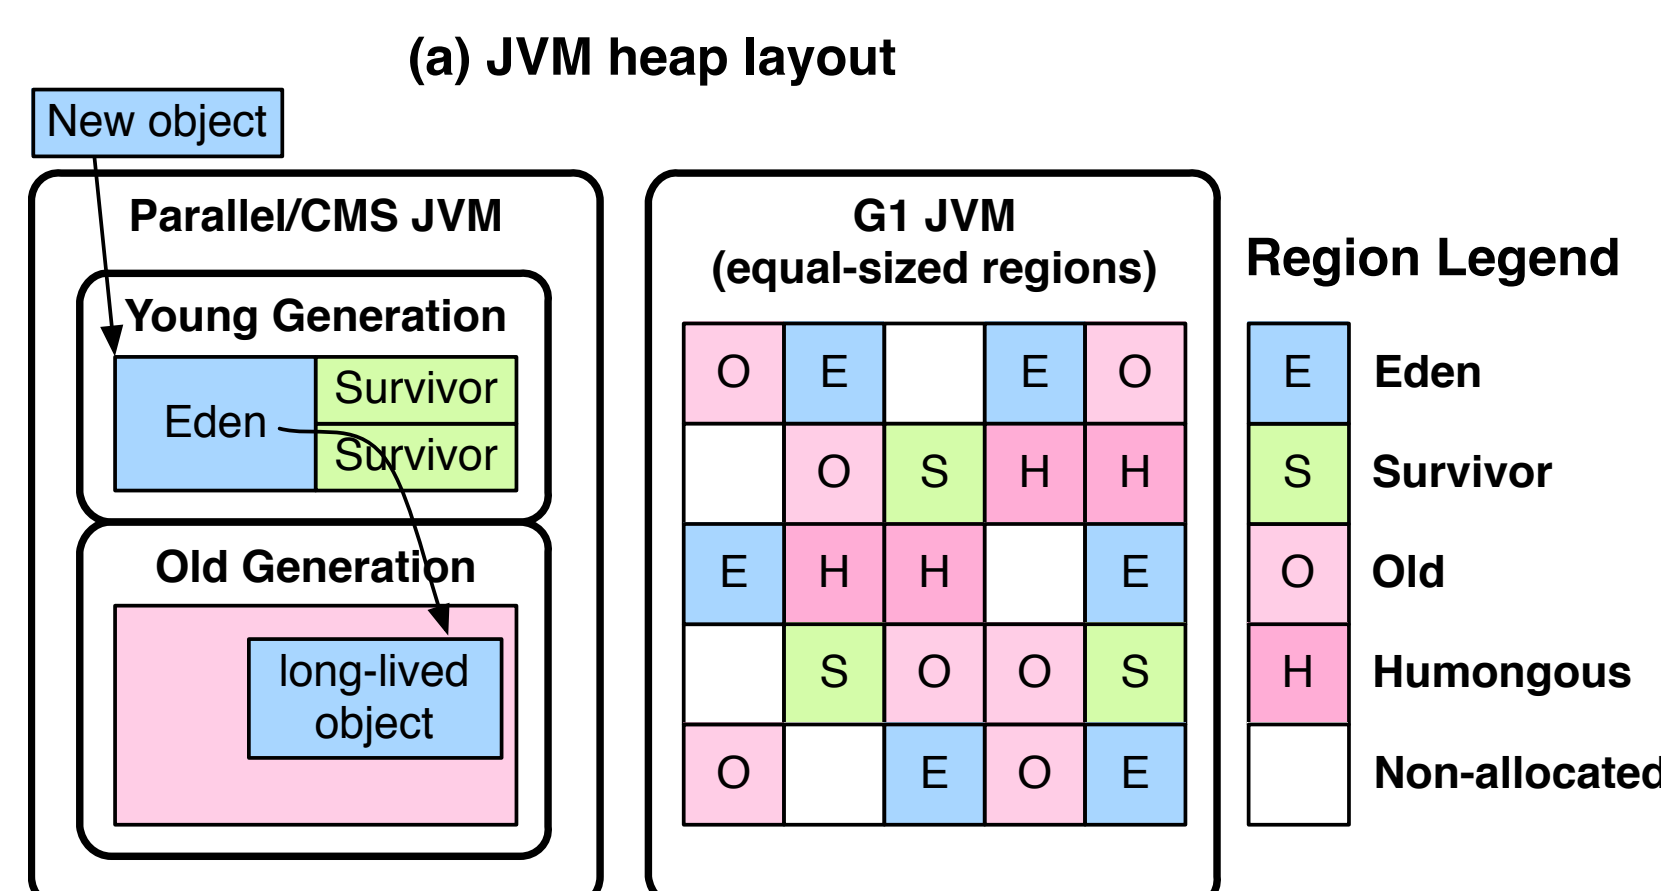 (a) JVM heap layout
New object
Parallel/CMS JVM
Young Generation
Eden
Survivor
Survivor
Old Generation
long-lived
object
G1 JVM
(equal-sized regions)
O E E O
O S H H
E H H E
S O O S
O E O E
Region Legend
E Eden
S Survivor
O Old
H Humongous
Non-allocated